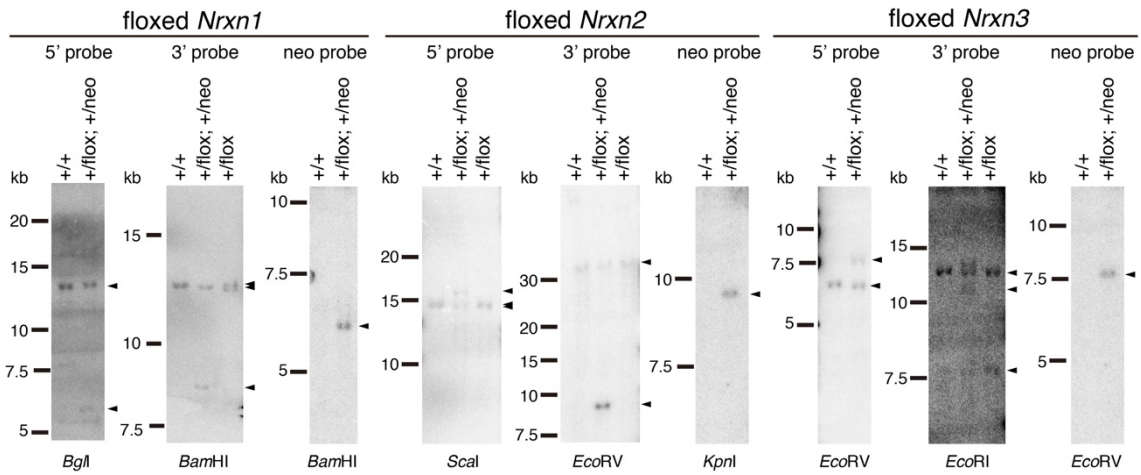 floxed Nrxn1 floxed Nrxn2 floxed Nrxn3
5’ probe 3’ probe neo probe 5’ probe 3’ probe neo probe 5’ probe 3’ probe neo probe
kb +/+ +/flox; +/neo
20
15
10
7.5
5
BglI
kb +/+ +/flox; +/neo +/flox
15
10
7.5
BamHI
kb +/+ +/flox; +/neo
10
7.5
5
BamHI
kb +/+ +/flox; +/neo +/flox
20
15
10
ScaI
kb +/+ +/flox; +/neo +/flox
30
20
15
10
7.5
EcoRV
kb +/+ +/flox; +/neo
10
7.5
KpnI
kb +/+ +/flox; +/neo
10
7.5
5
EcoRV
kb +/+ +/flox; +/neo +/flox
15
10
7.5
EcoRI
kb +/+ +/flox; +/neo
10
7.5
5
EcoRV